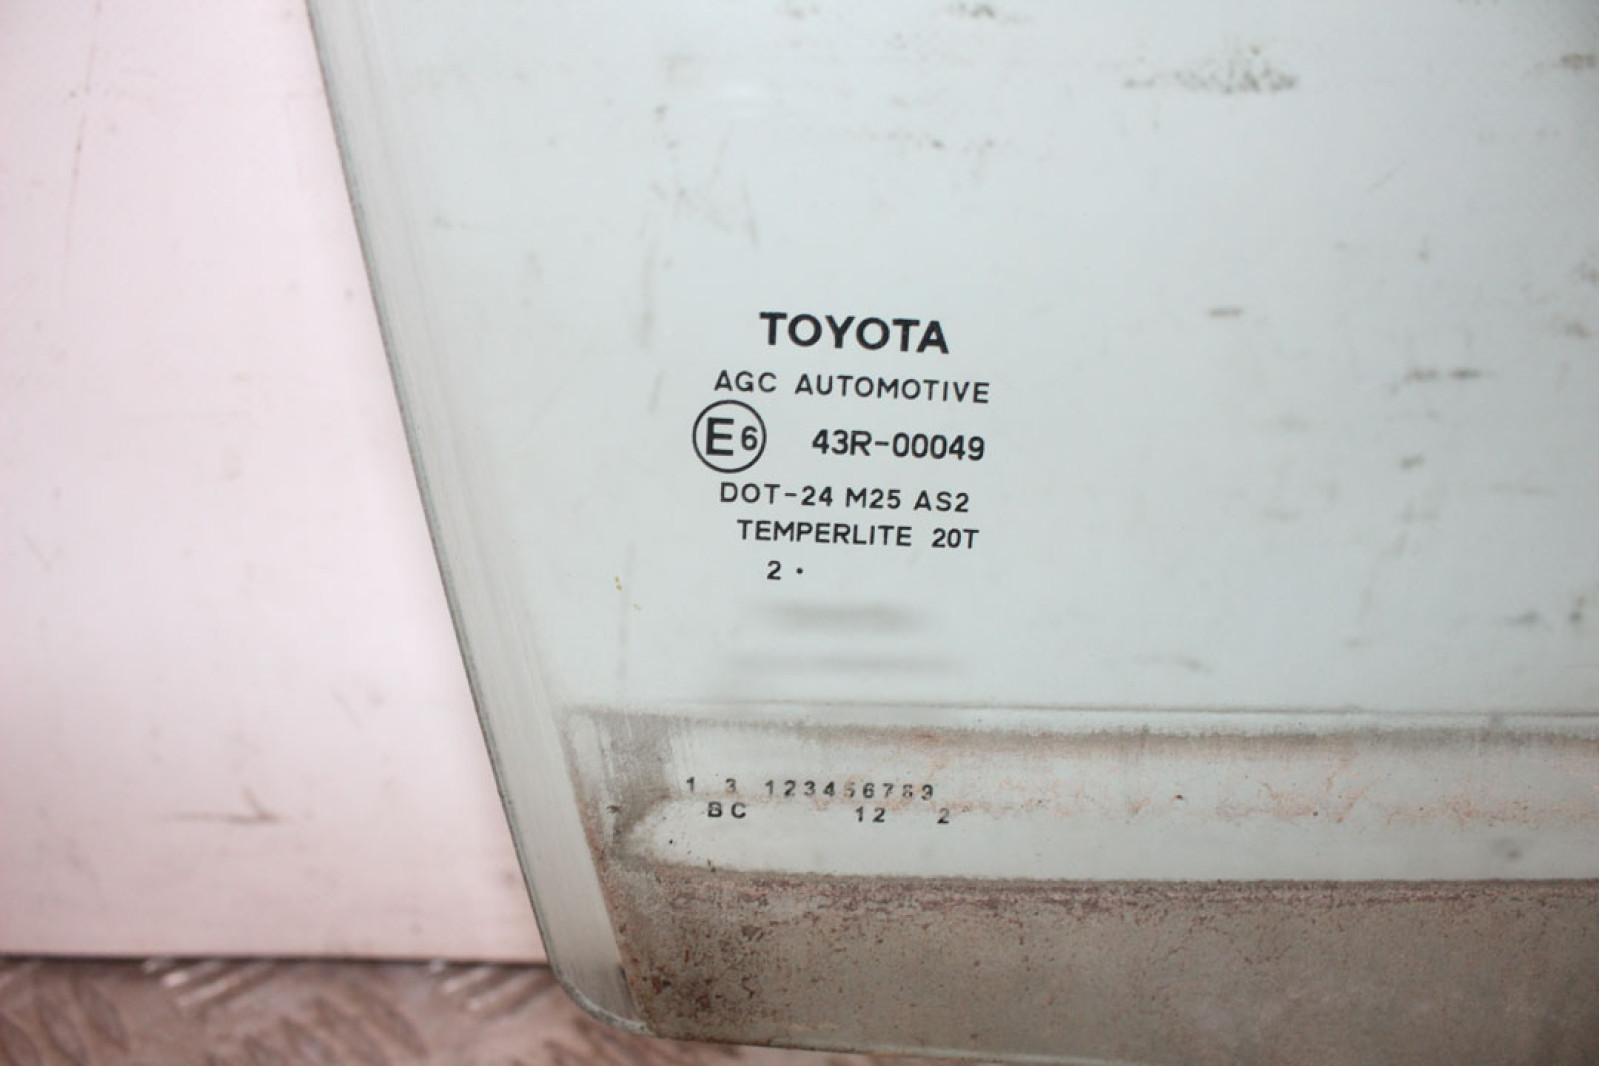 TOYOTA
AGC AUTOMOTIVE
E6 43R-00049
DOT-24 M25 AS2
TEMPERLITE 20T
2 •
1 3 123456789
BC 12 2